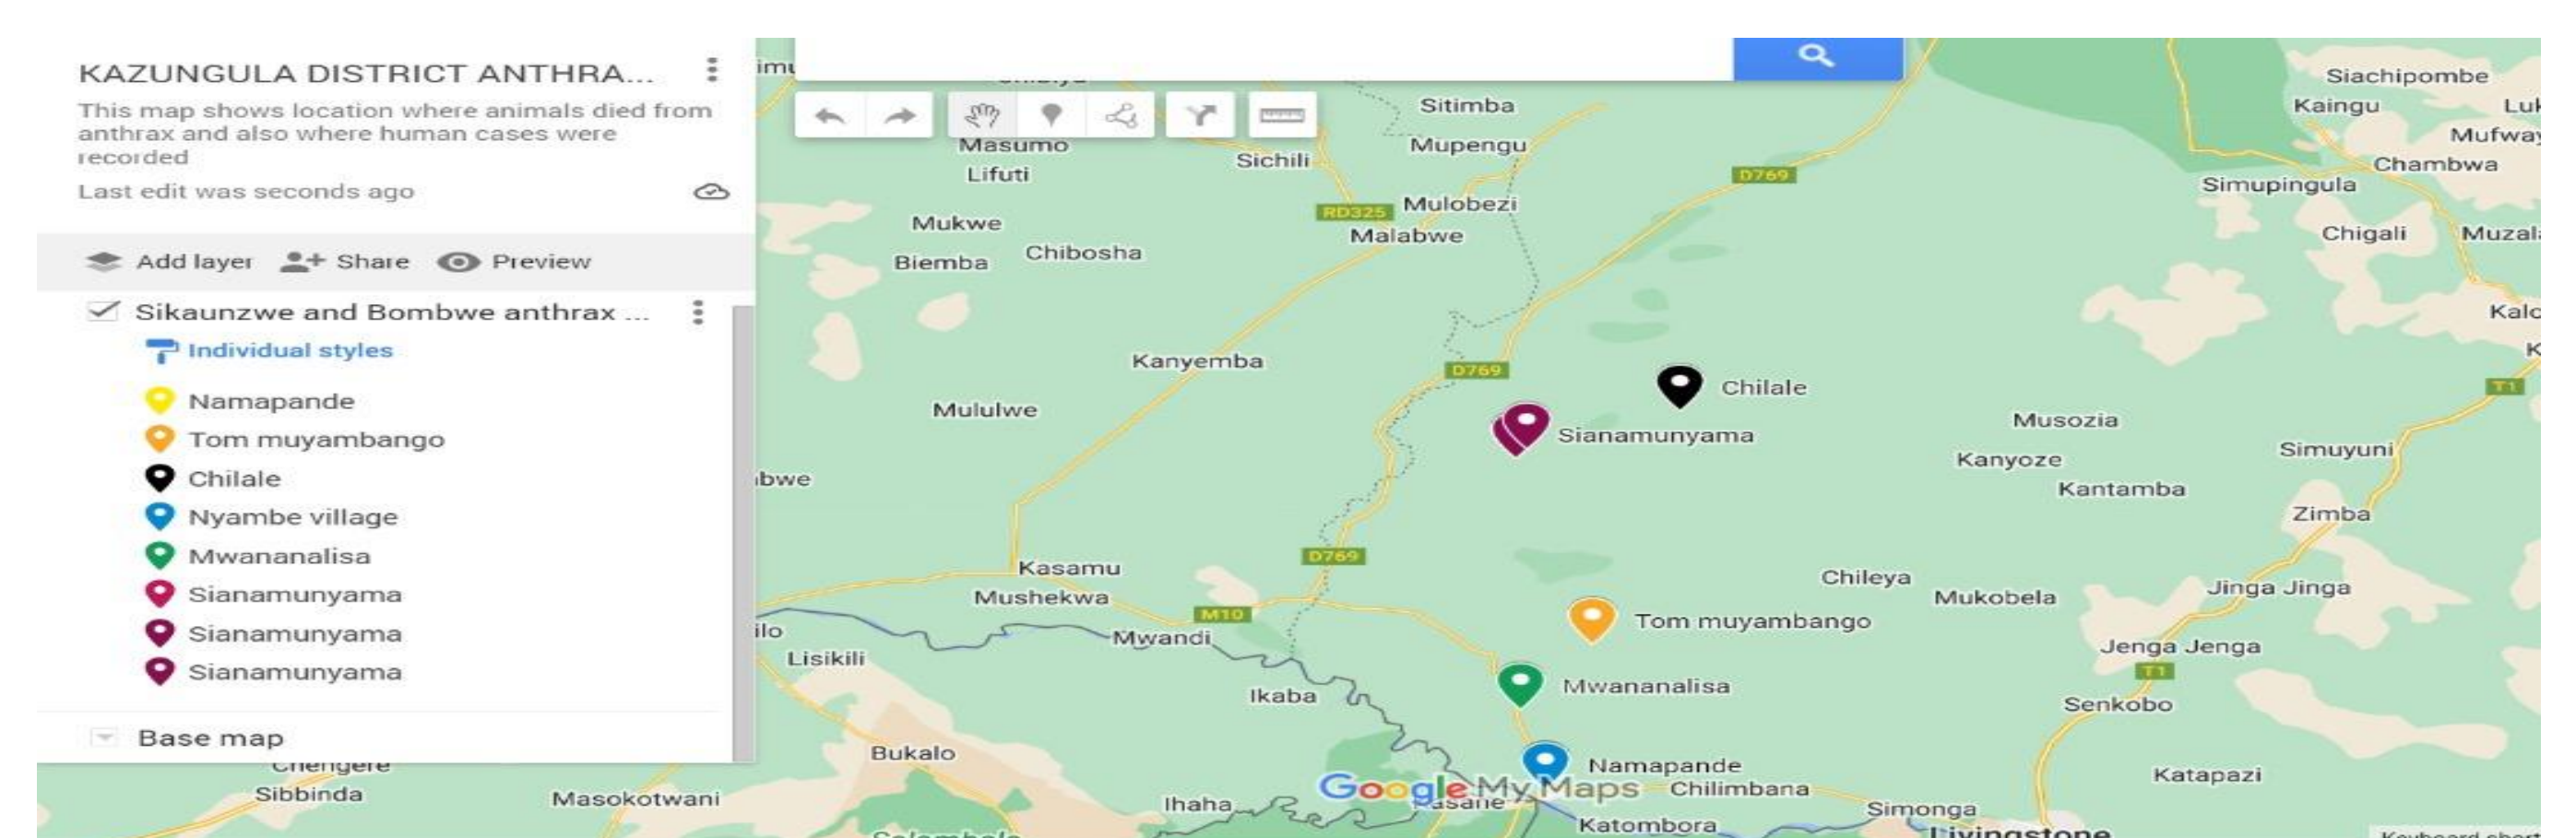 KAZUNGULA DISTRICT ANTHRA...
This map shows location where animals died from
anthrax and also where human cases were
recorded
Last edit was seconds ago
Add layer Share Preview
Sikaunzwe and Bombwe anthrax ...
Individual styles
Namapande
Tom muyambango
Chilale
Nyambe village
Mwananalisa
Sianamunyama
Sianamunyama
Sianamunyama
Base map
Sitimba
Siachipombe
Kaingu
Masumo
Mupengu
Sichili
Lifuti
D769
Chambwa
Simupingula
Mulobezi
RD325
Mukwe
Malabwe
Chigali
Biemba
Chibosha
Kanyemba
D769
Chilale
T1
Mululwe
Musozia
Sianamunyama
Simuyuni
Kanyoze
Kantamba
Zimba
D769
Kasamu
Chileya
Mushekwa
Mukobela
Jinga Jinga
M10
Tom muyambango
Mwandi
Jenga Jenga
Lisikili
T1
Ikaba
Mwananalisa
Senkobo
Bukalo
Namapande
Katapazi
Google My Maps
Chilimbana
Sibbinda
Masokotwani
Ihaha
Simonga
Katombora
Livingstone